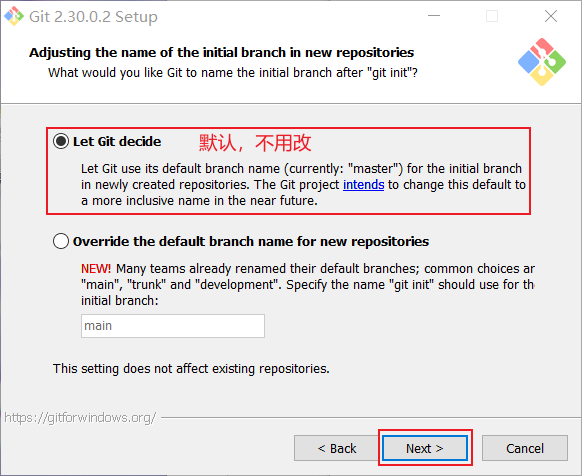 Git 2.30.0.2 Setup
Adjusting the name of the initial branch in new repositories
What would you like Git to name the initial branch after "git init"?
Let Git decide 默认，不用改
Let Git use its default branch name (currently: "master") for the initial branch
in newly created repositories. The Git project intends to change this default to
a more inclusive name in the near future.
Override the default branch name for new repositories
NEW! Many teams already renamed their default branches; common choices ar
"main", "trunk" and "development". Specify the name "git init" should use for the
initial branch:
main
This setting does not affect existing repositories.
https://gitforwindows.org/
< Back Next > Cancel